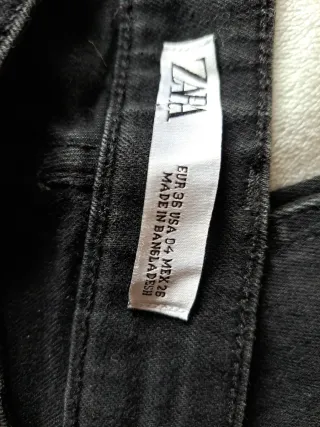 ZARA
EUR 36 USA 04 MEX 26
MADE IN BANGLADESH